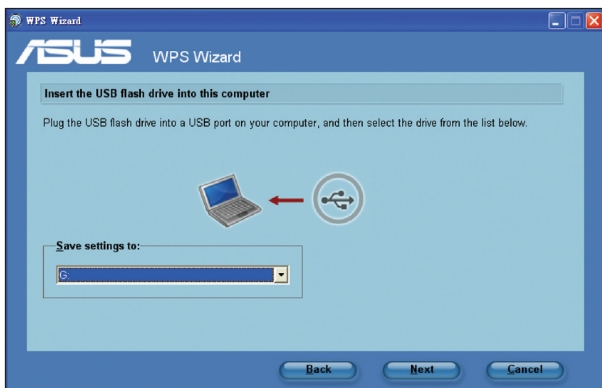 WPS Wizard
ASUS WPS Wizard
Insert the USB flash drive into this computer
Plug the USB flash drive into a USB port on your computer, and then select the drive from the list below.
Save settings to:
G:
Back Next Cancel